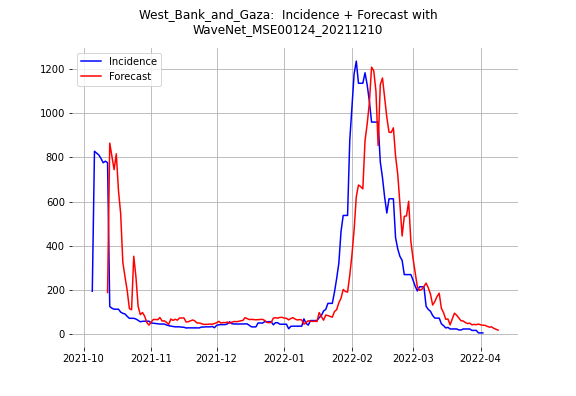 West_Bank_and_Gaza:  Incidence + Forecast with
WaveNet_MSE00124_20211210
Incidence
Forecast
1200
1000
800
600
400
200
0
2021-10 2021-11 2021-12 2022-01 2022-02 2022-03 2022-04